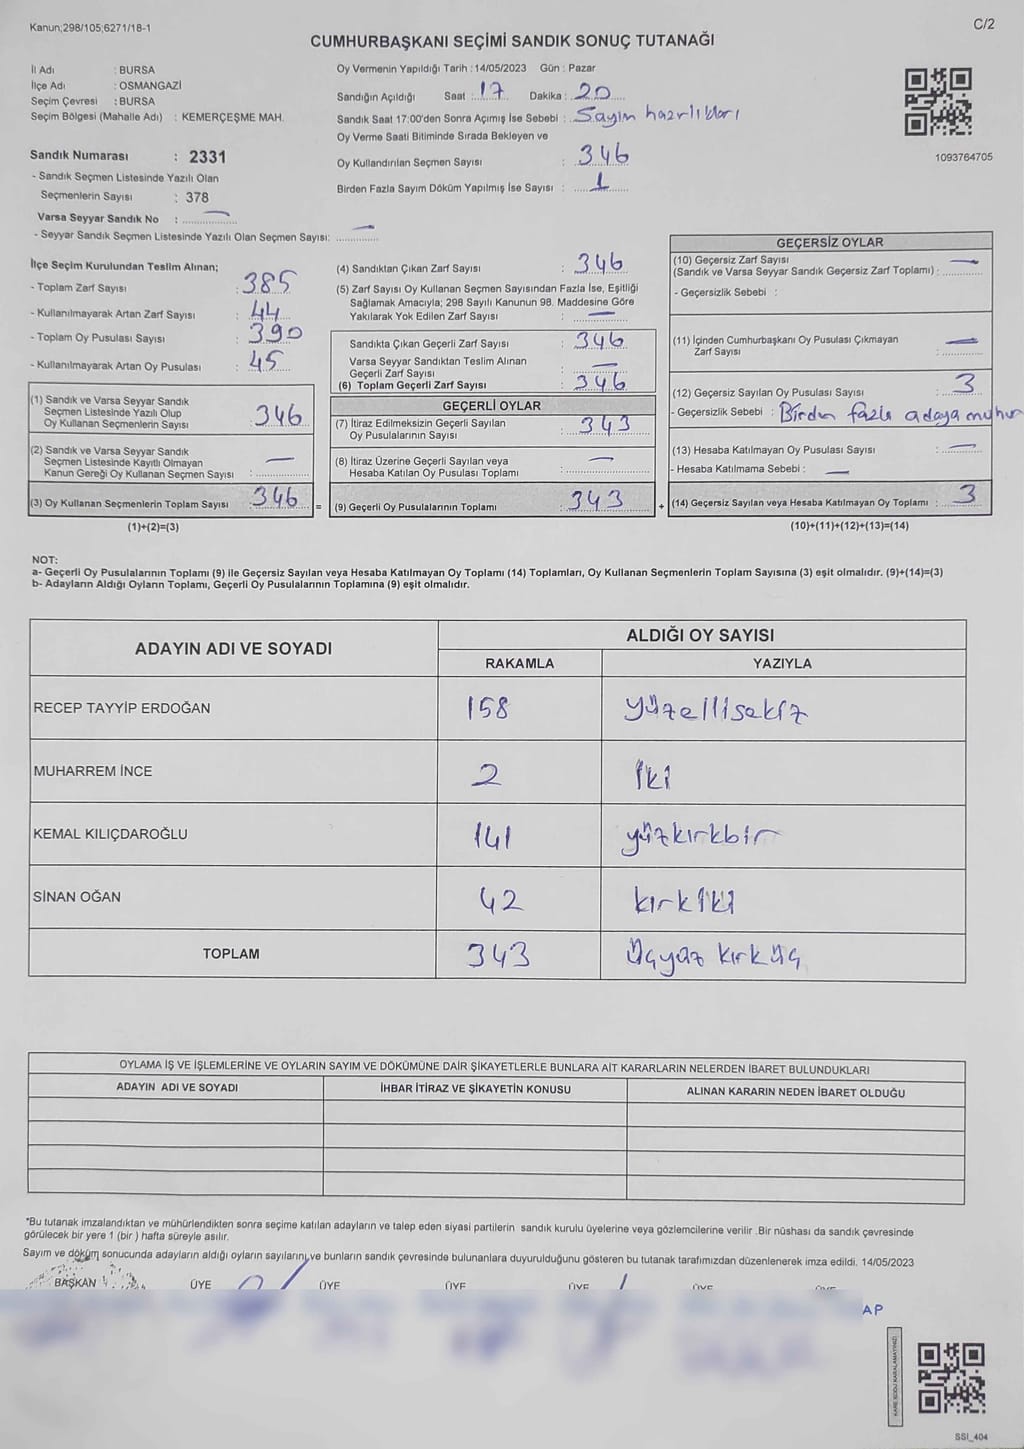 Kanun;298/105;6271/18-1
C/2
CUMHURBAŞKANI SEÇİMİ SANDIK SONUÇ TUTANAĞI
İl Adı : BURSA
İlçe Adı : OSMANGAZİ
Seçim Çevresi : BURSA
Seçim Bölgesi (Mahalle Adı) : KEMERÇEŞME MAH.
Sandık Numarası : 2331
- Sandık Seçmen Listesinde Yazılı Olan
Seçmenlerin Sayısı : 378
Varsa Seyyar Sandık No : —
- Seyyar Sandık Seçmen Listesinde Yazılı Olan Seçmen Sayısı: —
Oy Vermenin Yapıldığı Tarih : 14/05/2023 Gün : Pazar
Sandığın Açıldığı Saat : 17 Dakika : 20
Sandık Saat 17:00'den Sonra Açımış İse Sebebi : Sayım hazırlıkları
Oy Verme Saati Bitiminde Sırada Bekleyen ve
Oy Kullandırılan Seçmen Sayısı : 346
Birden Fazla Sayım Döküm Yapılmış İse Sayısı : 1
1093764705
İlçe Seçim Kurulundan Teslim Alınan;
- Toplam Zarf Sayısı : 385
- Kullanılmayarak Artan Zarf Sayısı : 44
- Toplam Oy Pusulası Sayısı : 390
- Kullanılmayarak Artan Oy Pusulası : 45
(1) Sandık ve Varsa Seyyar Sandık
Seçmen Listesinde Yazılı Olup
Oy Kullanan Seçmenlerin Sayısı : 346
(2) Sandık ve Varsa Seyyar Sandık
Seçmen Listesinde Kayıtlı Olmayan
Kanun Gereği Oy Kullanan Seçmen Sayısı : —
(3) Oy Kullanan Seçmenlerin Toplam Sayısı : 346
(1)+(2)=(3)
(4) Sandıktan Çıkan Zarf Sayısı : 346
(5) Zarf Sayısı Oy Kullanan Seçmen Sayısından Fazla İse, Eşitliği
Sağlamak Amacıyla; 298 Sayılı Kanunun 98. Maddesine Göre
Yakılarak Yok Edilen Zarf Sayısı : —
Sandıkta Çıkan Geçerli Zarf Sayısı : 346
Varsa Seyyar Sandıktan Teslim Alınan
Geçerli Zarf Sayısı : —
(6) Toplam Geçerli Zarf Sayısı : 346
GEÇERLİ OYLAR
(7) İtiraz Edilmeksizin Geçerli Sayılan
Oy Pusulalarının Sayısı : 343
(8) İtiraz Üzerine Geçerli Sayılan veya
Hesaba Katılan Oy Pusulası Toplamı : —
= (9) Geçerli Oy Pusulalarının Toplamı : 343
GEÇERSİZ OYLAR
(10) Geçersiz Zarf Sayısı —
(Sandık ve Varsa Seyyar Sandık Geçersiz Zarf Toplamı) :
- Geçersizlik Sebebi :
(11) İçinden Cumhurbaşkanı Oy Pusulası Çıkmayan —
Zarf Sayısı :
(12) Geçersiz Sayılan Oy Pusulası Sayısı : 3
- Geçersizlik Sebebi : Birden fazla adaya muhur
(13) Hesaba Katılmayan Oy Pusulası Sayısı : —
- Hesaba Katılmama Sebebi : —
+ (14) Geçersiz Sayılan veya Hesaba Katılmayan Oy Toplamı : 3
(10)+(11)+(12)+(13)=(14)
NOT:
a- Geçerli Oy Pusulalarının Toplamı (9) ile Geçersiz Sayılan veya Hesaba Katılmayan Oy Toplamı (14) Toplamları, Oy Kullanan Seçmenlerin Toplam Sayısına (3) eşit olmalıdır. (9)+(14)=(3)
b- Adayların Aldığı Oyların Toplamı, Geçerli Oy Pusulalarının Toplamına (9) eşit olmalıdır.
ADAYIN ADI VE SOYADI
ALDIĞI OY SAYISI
RAKAMLA YAZIYLA
RECEP TAYYİP ERDOĞAN 158 yüzellisekiz
MUHARREM İNCE 2 İki
KEMAL KILIÇDAROĞLU 141 yüzkırkbir
SİNAN OĞAN 42 kırkiki
TOPLAM 343 Üçyüz kırküç
OYLAMA İŞ VE İŞLEMLERİNE VE OYLARIN SAYIM VE DÖKÜMÜNE DAİR ŞİKAYETLERLE BUNLARA AİT KARARLARIN NELERDEN İBARET BULUNDUKLARI
ADAYIN ADI VE SOYADI İHBAR İTİRAZ VE ŞİKAYETİN KONUSU ALINAN KARARIN NEDEN İBARET OLDUĞU
*Bu tutanak imzalandıktan ve mühürlendikten sonra seçime katılan adayların ve talep eden siyasi partilerin sandık kurulu üyelerine veya gözlemcilerine verilir .Bir nüshası da sandık çevresinde
görülecek bir yere 1 (bir ) hafta süreyle asılır.
Sayım ve döküm sonucunda adayların aldığı oyların sayılarını ve bunların sandık çevresinde bulunanlara duyurulduğunu gösteren bu tutanak tarafımızdan düzenlenerek imza edildi. 14/05/2023
BAŞKAN ÜYE ÜYE ÜYE ÜYE ÜYE ÜYE
AP
KARE KODU KARALAMAYINIZ!
SSI_404